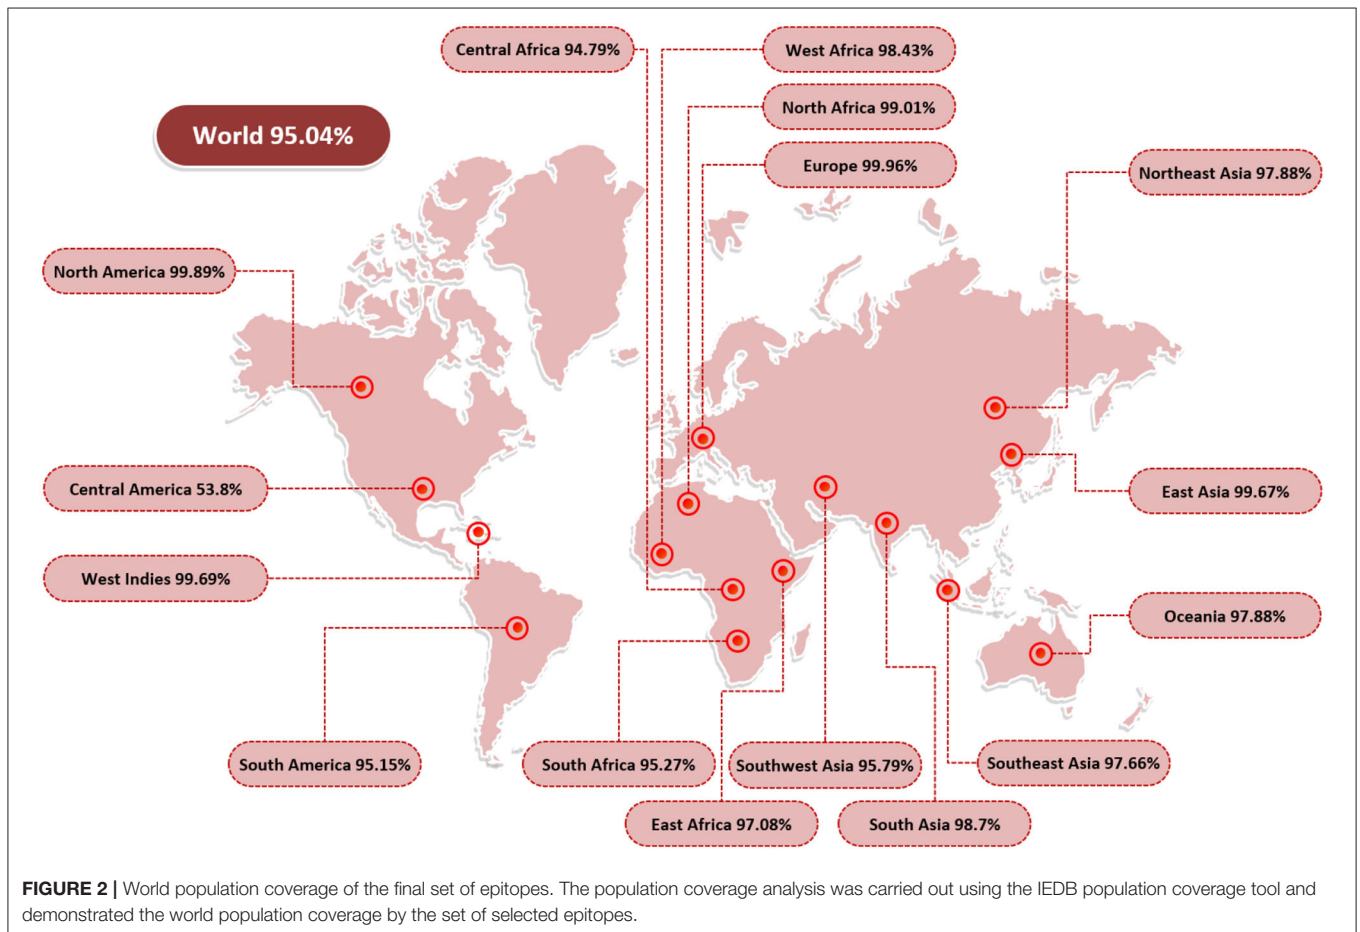 Central Africa 94.79%
West Africa 98.43%
North Africa 99.01%
World 95.04%
Europe 99.96%
Northeast Asia 97.88%
North America 99.89%
Central America 53.8%
East Asia 99.67%
West Indies 99.69%
Oceania 97.88%
South America 95.15%
South Africa 95.27%
Southwest Asia 95.79%
Southeast Asia 97.66%
East Africa 97.08%
South Asia 98.7%
FIGURE 2 | World population coverage of the final set of epitopes. The population coverage analysis was carried out using the IEDB population coverage tool and
demonstrated the world population coverage by the set of selected epitopes.